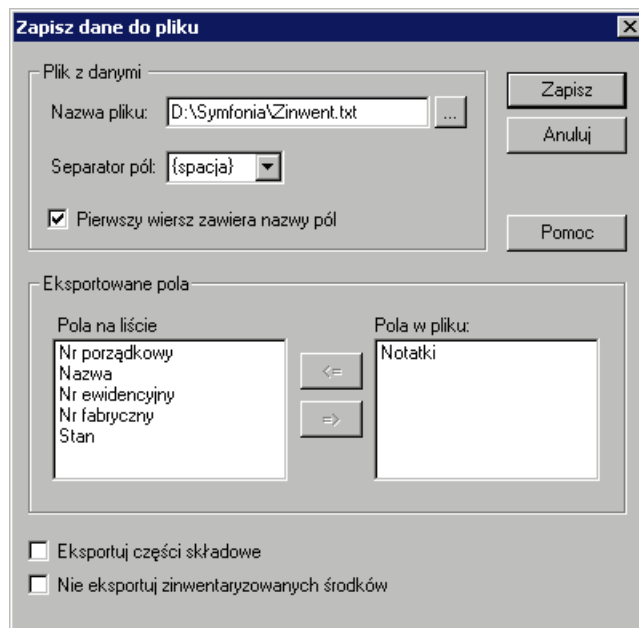 Zapisz dane do pliku
Plik z danymi
Nazwa pliku: D:\Symfonia\Zinwent.txt ...
Zapisz
Anuluj
Separator pól: {spacja}
Pierwszy wiersz zawiera nazwy pól
Pomoc
Eksportowane pola
Pola na liście
Nr porządkowy
Nazwa
Nr ewidencyjny
Nr fabryczny
Stan
<=
=>
Pola w pliku:
Notatki
Eksportuj części składowe
Nie eksportuj zinwentaryzowanych środków